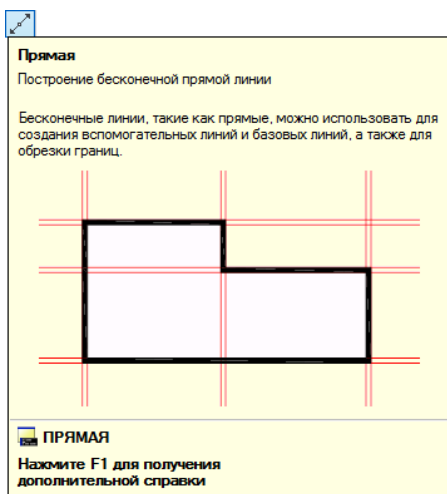 Прямая
Построение бесконечной прямой линии
Бесконечные линии, такие как прямые, можно использовать для
создания вспомогательных линий и базовых линий, а также для
обрезки границ.
ПРЯМАЯ
Нажмите F1 для получения
дополнительной справки